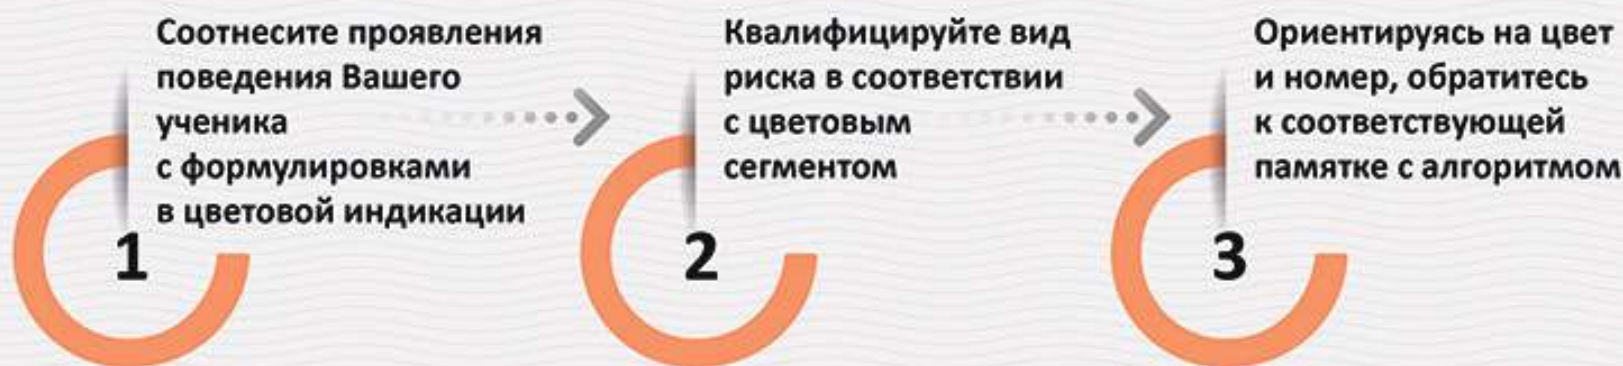 Соотнесите проявления
поведения Вашего
ученика
с формулировками
в цветовой индикации
1
Квалифицируйте вид
риска в соответствии
с цветовым
сегментом
2
Ориентируясь на цвет
и номер, обратитесь
к соответствующей
памятке с алгоритмом
3